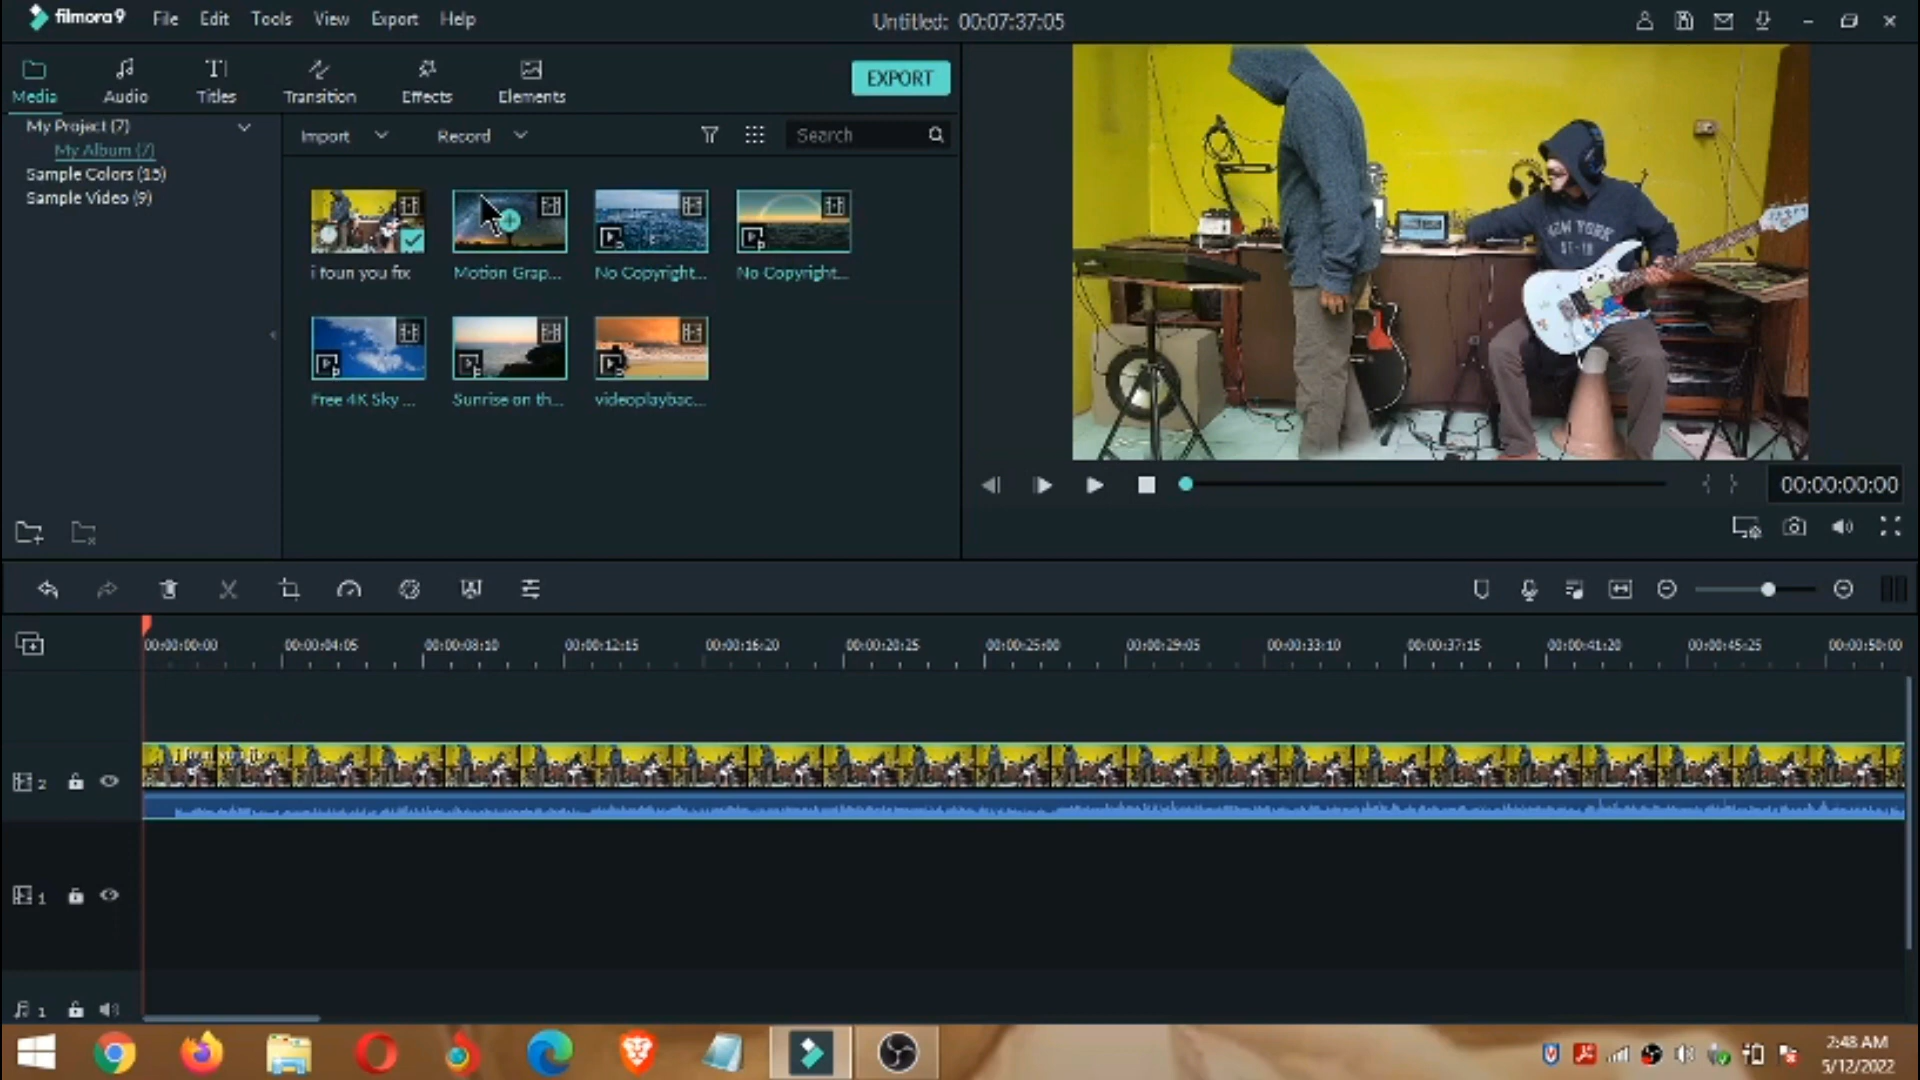 filmora9 File Edit Tools View Export Help Untitled: 00:07:37:05
Media Audio Titles Transition Effects Elements EXPORT
My Project (7)
My Album (7)
Sample Colors (15)
Sample Video (9)
Import Record Search
i foun you fix Motion Grap... No Copyright... No Copyright...
Free 4K Sky ... Sunrise on th... videoplaybac...
NEW YORK
00:00:00:00
00:00:00:00 00:00:04:05 00:00:08:10 00:00:12:15 00:00:16:20 00:00:20:25 00:00:25:00 00:00:29:05 00:00:33:10 00:00:37:15 00:00:41:20 00:00:45:25 00:00:50:00
i foun you fix
2
1
1
2:48 AM
5/12/2022